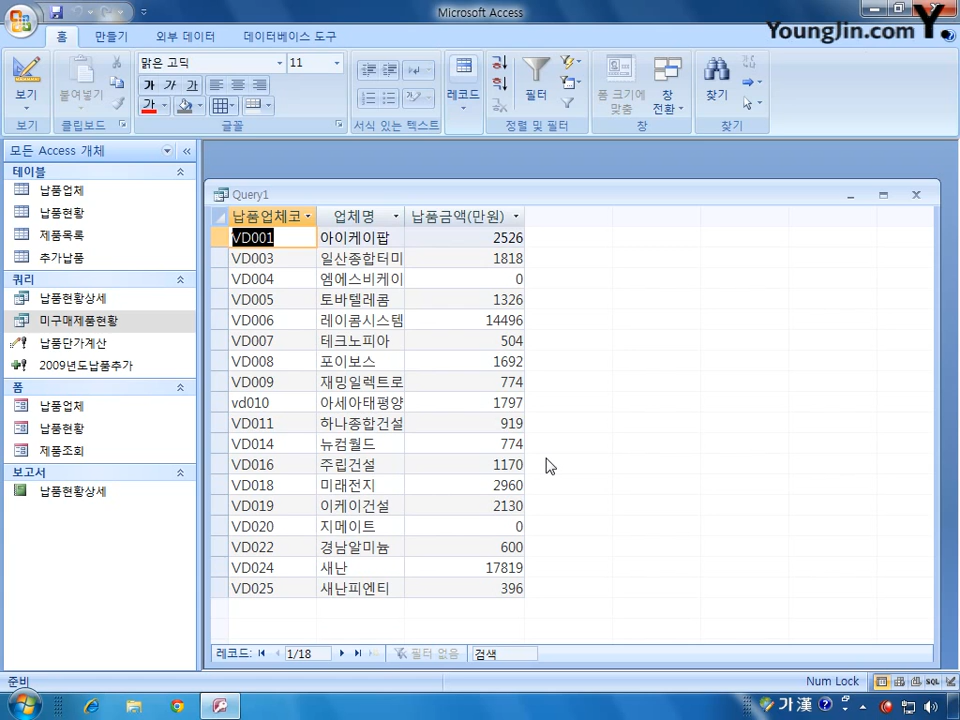 Microsoft Access
YoungJin.com Y.
홈 만들기 외부 데이터 데이터베이스 도구
보기
보기
붙여넣기
클립보드
맑은 고딕 11
가 가 가
가
글꼴
서식 있는 텍스트
레코드
필터
정렬 및 필터
폼 크기에 맞춤
창 전환
창
찾기
찾기
모든 Access 개체
테이블
납품업체
납품현황
제품목록
추가납품
쿼리
납품현황상세
미구매제품현황
납품단가계산
2009년도납품추가
폼
납품업체
납품현황
제품조회
보고서
납품현황상세
Query1
납품업체코 업체명 납품금액(만원)
VD001 아이케이팝 2526
VD003 일산종합터미 1818
VD004 엠에스비케이 0
VD005 토바텔레콤 1326
VD006 레이콤시스템 14496
VD007 테크노피아 504
VD008 포이보스 1692
VD009 재밍일렉트로 774
vd010 아세아태평양 1797
VD011 하나종합건설 919
VD014 뉴컴월드 774
VD016 주립건설 1170
VD018 미래전지 2960
VD019 이케이건설 2130
VD020 지메이트 0
VD022 경남알미늄 600
VD024 새난 17819
VD025 새난피엔티 396
레코드: 1/18 필터 없음 검색
준비 Num Lock
SQL
가 漢